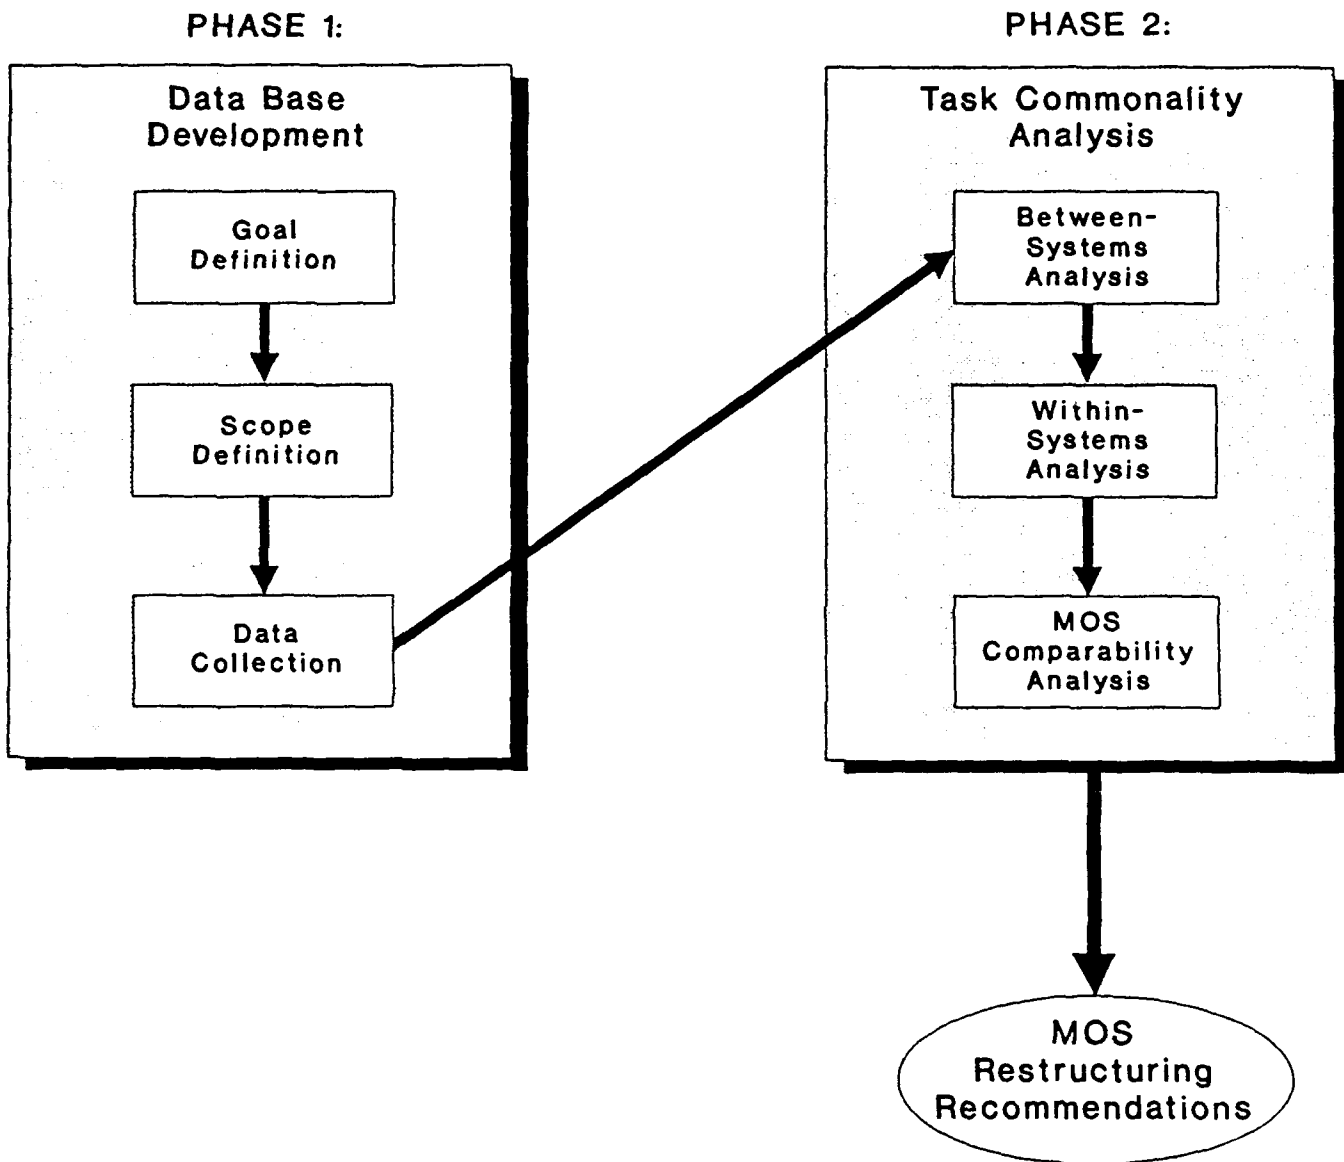 PHASE 1:
Data Base
Development
Goal
Definition
Scope
Definition
Data
Collection
PHASE 2:
Task Commonality
Analysis
Between-
Systems
Analysis
Within-
Systems
Analysis
MOS
Comparability
Analysis
MOS
Restructuring
Recommendations